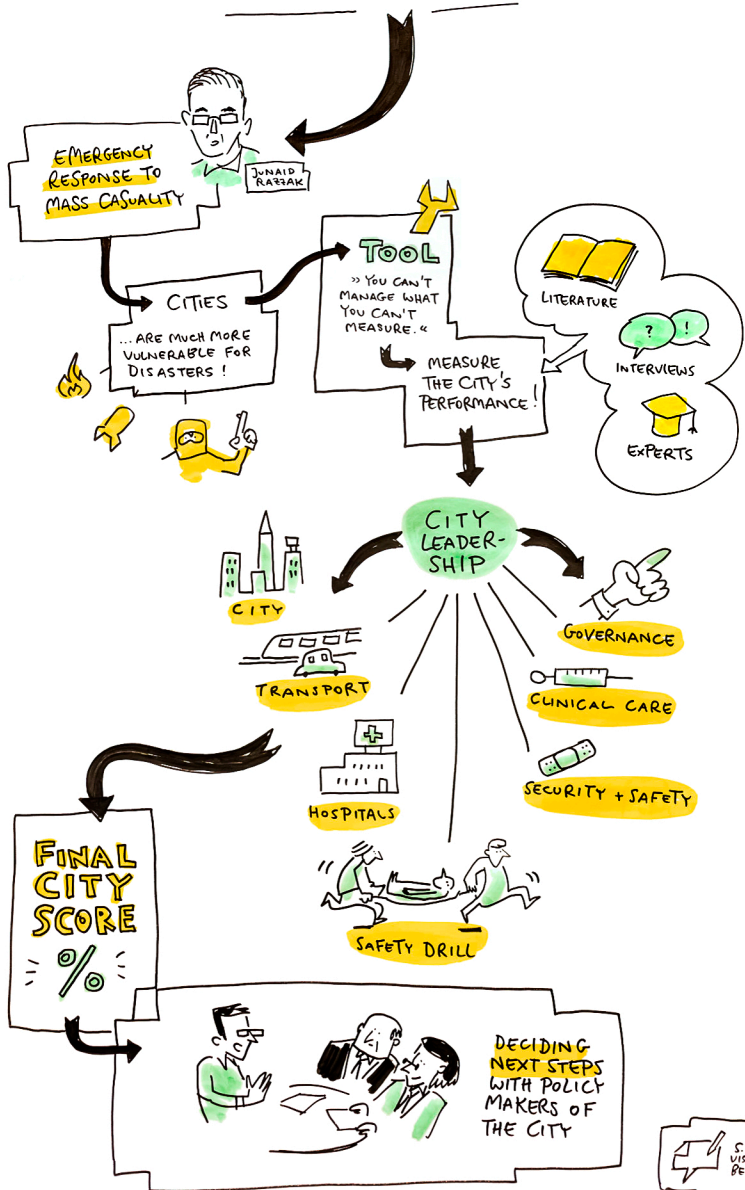 EMERGENCY
RESPONSE TO
MASS CASUALITY
JUNAID
RAZZAK
CITIES
...ARE MUCH MORE
VULNERABLE FOR
DISASTERS!
TOOL
»YOU CAN'T
MANAGE WHAT
YOU CAN'T
MEASURE.«
MEASURE
THE CITY'S
PERFORMANCE!
LITERATURE
? !
INTERVIEWS
EXPERTS
CITY
LEADER-
SHIP
CITY
TRANSPORT
HOSPITALS
SAFETY DRILL
GOVERNANCE
CLINICAL CARE
SECURITY + SAFETY
FINAL
CITY
SCORE
%
DECIDING
NEXT STEPS
WITH POLICY
MAKERS OF
THE CITY
S.